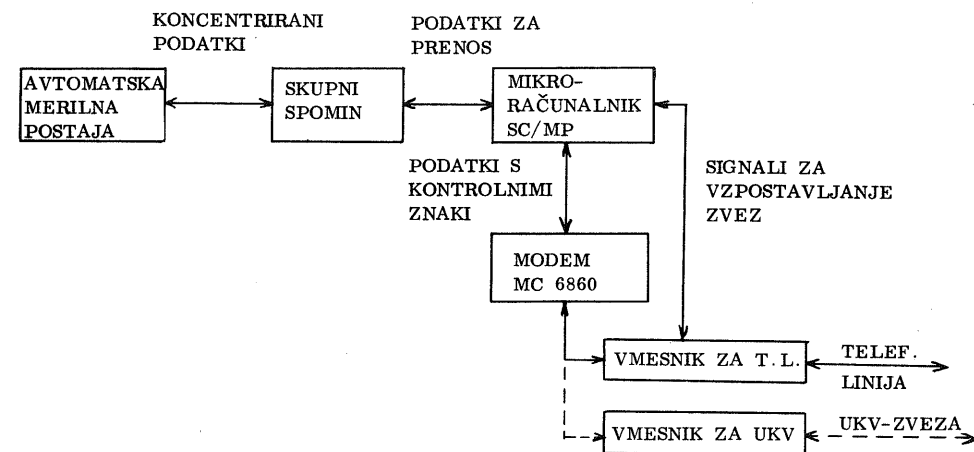 KONCENTRIRANI
PODATKI
PODATKI ZA
PRENOS
AVTOMATSKA
MERILNA
POSTAJA
SKUPNI
SPOMIN
MIKRO-
RAČUNALNIK
SC/MP
PODATKI S
KONTROLNIMI
ZNAKI
SIGNALI ZA
VZPOSTAVLJANJE
ZVEZ
MODEM
MC 6860
VMESNIK ZA T.L.
TELEF.
LINIJA
VMESNIK ZA UKV
UKV-ZVEZA